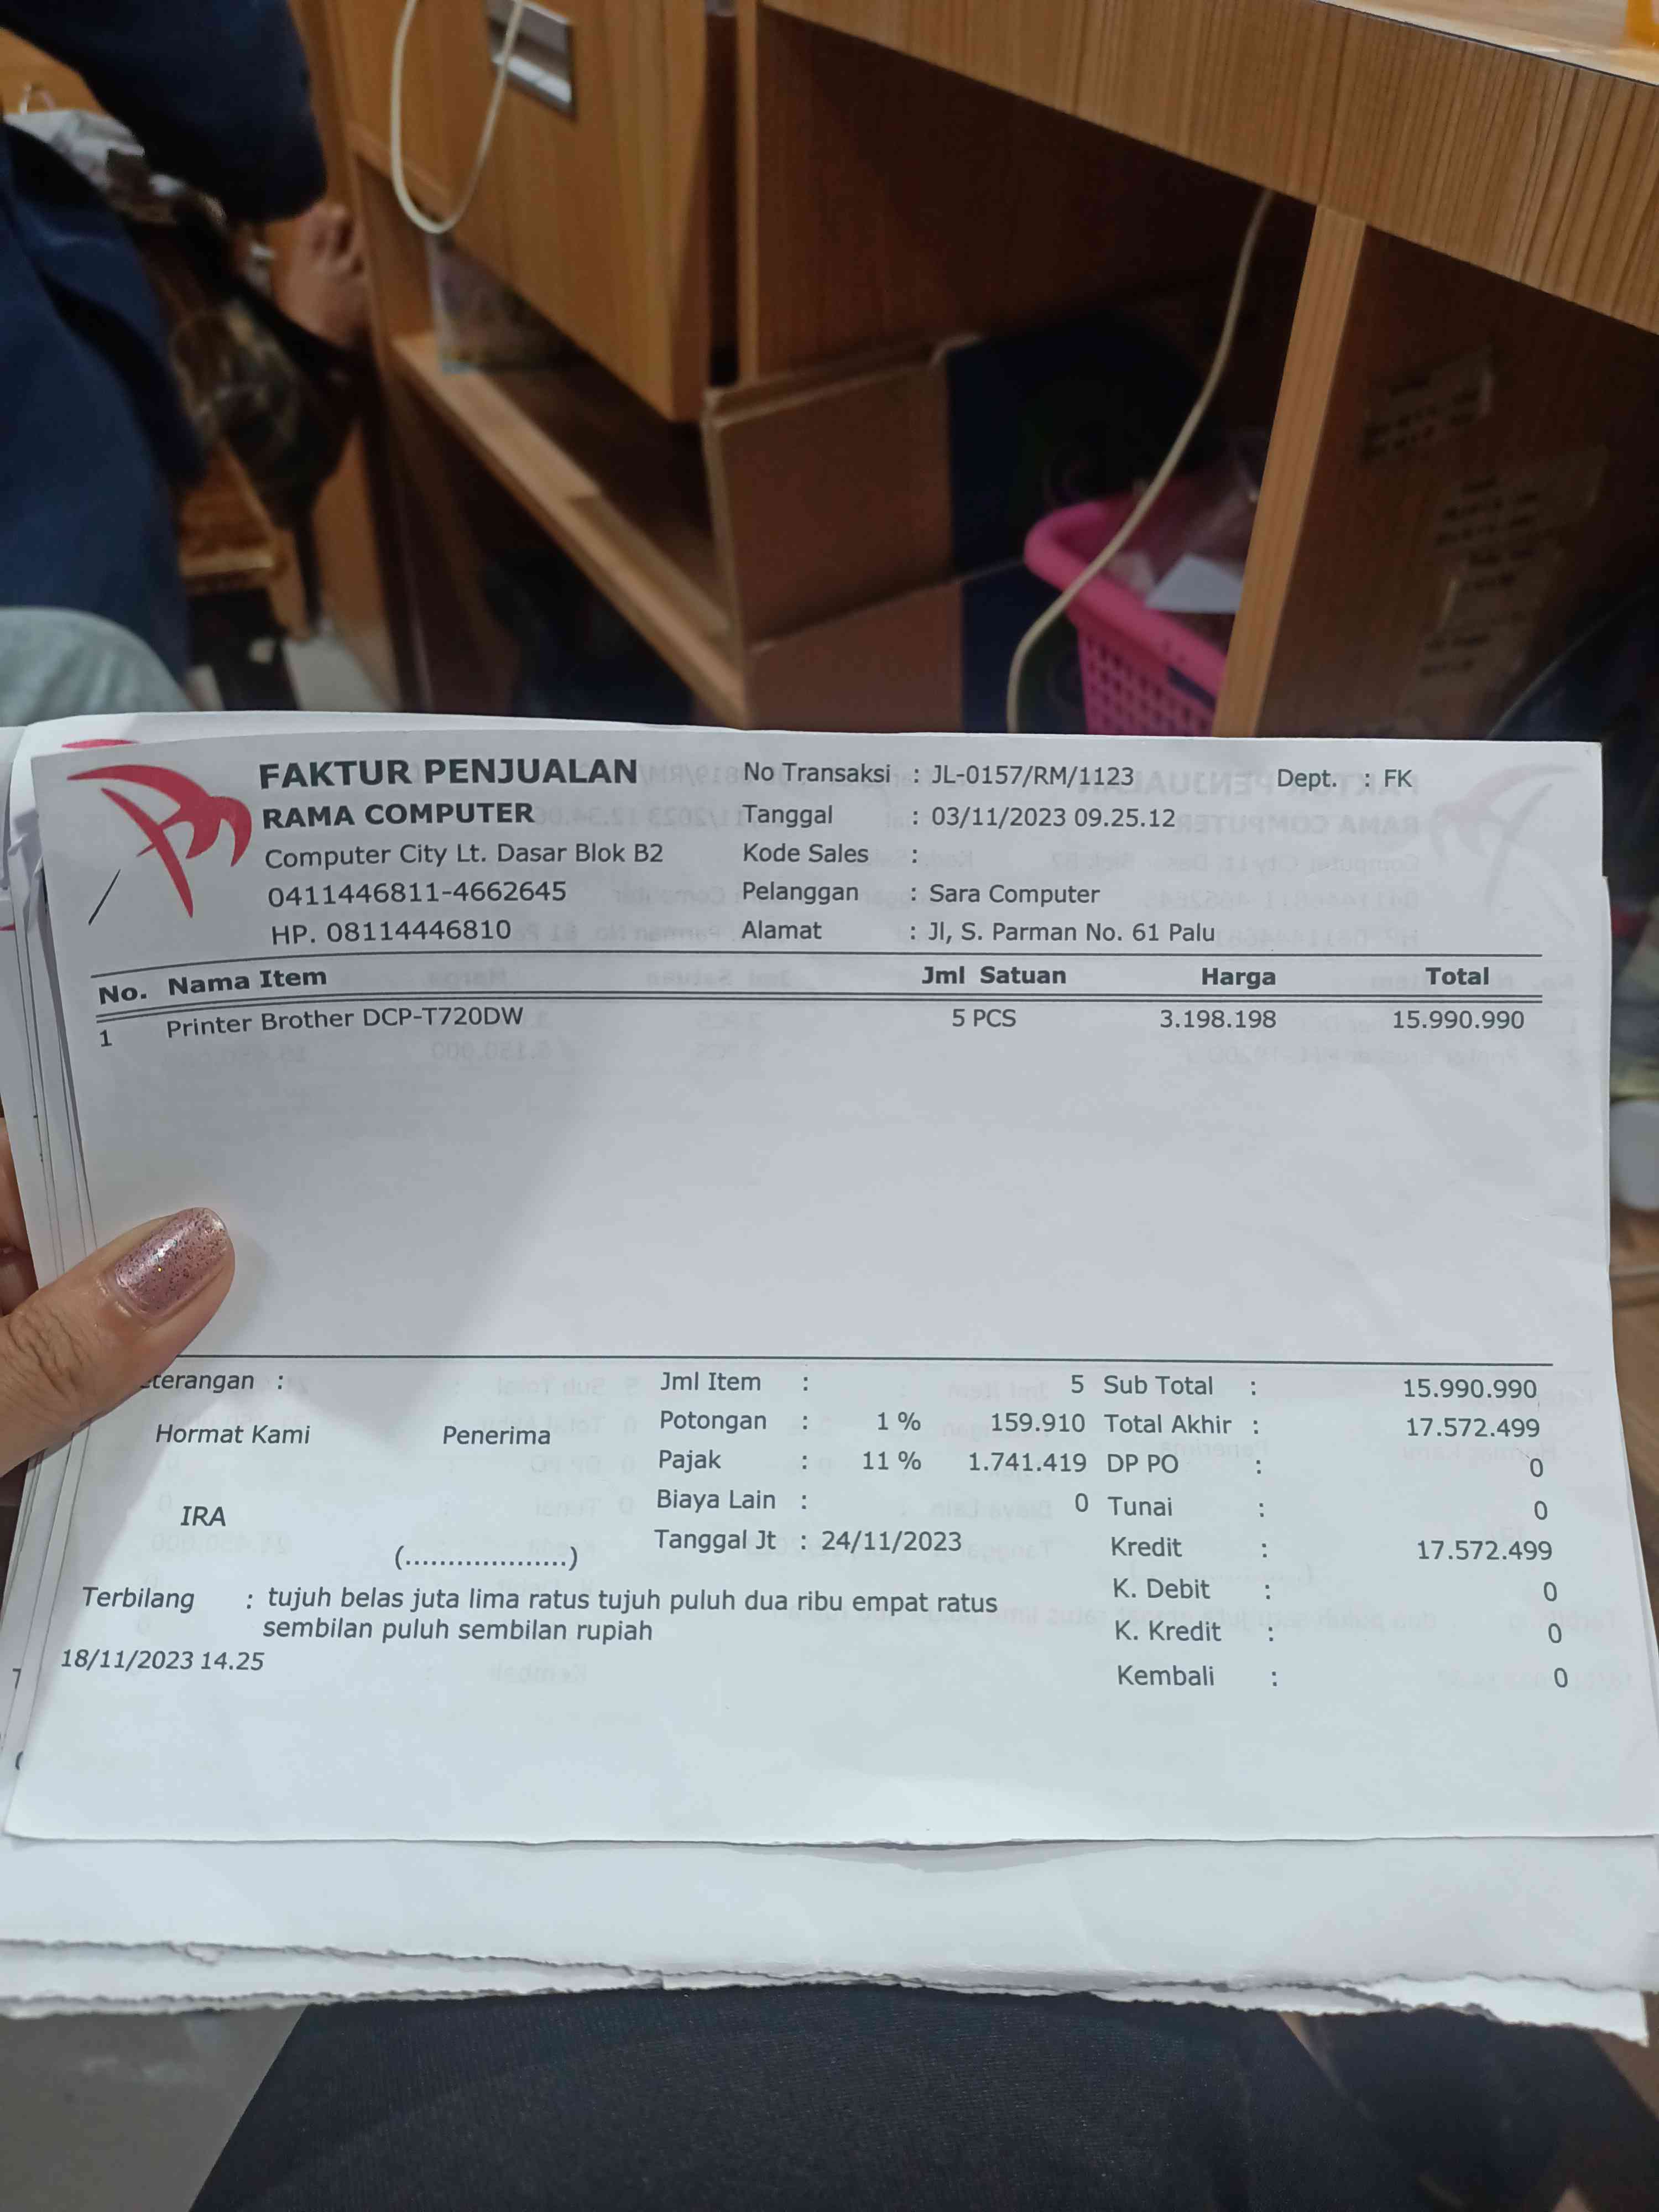 FAKTUR PENJUALAN
RAMA COMPUTER
Computer City Lt. Dasar Blok B2
0411446811-4662645
HP. 08114446810
No Transaksi : JL-0157/RM/1123 Dept. : FK
Tanggal : 03/11/2023 09.25.12
Kode Sales :
Pelanggan : Sara Computer
Alamat : Jl, S. Parman No. 61 Palu
No. Nama Item Jml Satuan Harga Total
1 Printer Brother DCP-T720DW 5 PCS 3.198.198 15.990.990
terangan :
Hormat Kami Penerima
IRA
(....................)
Jml Item : 5
Potongan : 1 % 159.910
Pajak : 11 % 1.741.419
Biaya Lain : 0
Tanggal Jt : 24/11/2023
Sub Total : 15.990.990
Total Akhir : 17.572.499
DP PO : 0
Tunai : 0
Kredit : 17.572.499
K. Debit : 0
K. Kredit : 0
Kembali : 0
Terbilang : tujuh belas juta lima ratus tujuh puluh dua ribu empat ratus
sembilan puluh sembilan rupiah
18/11/2023 14.25